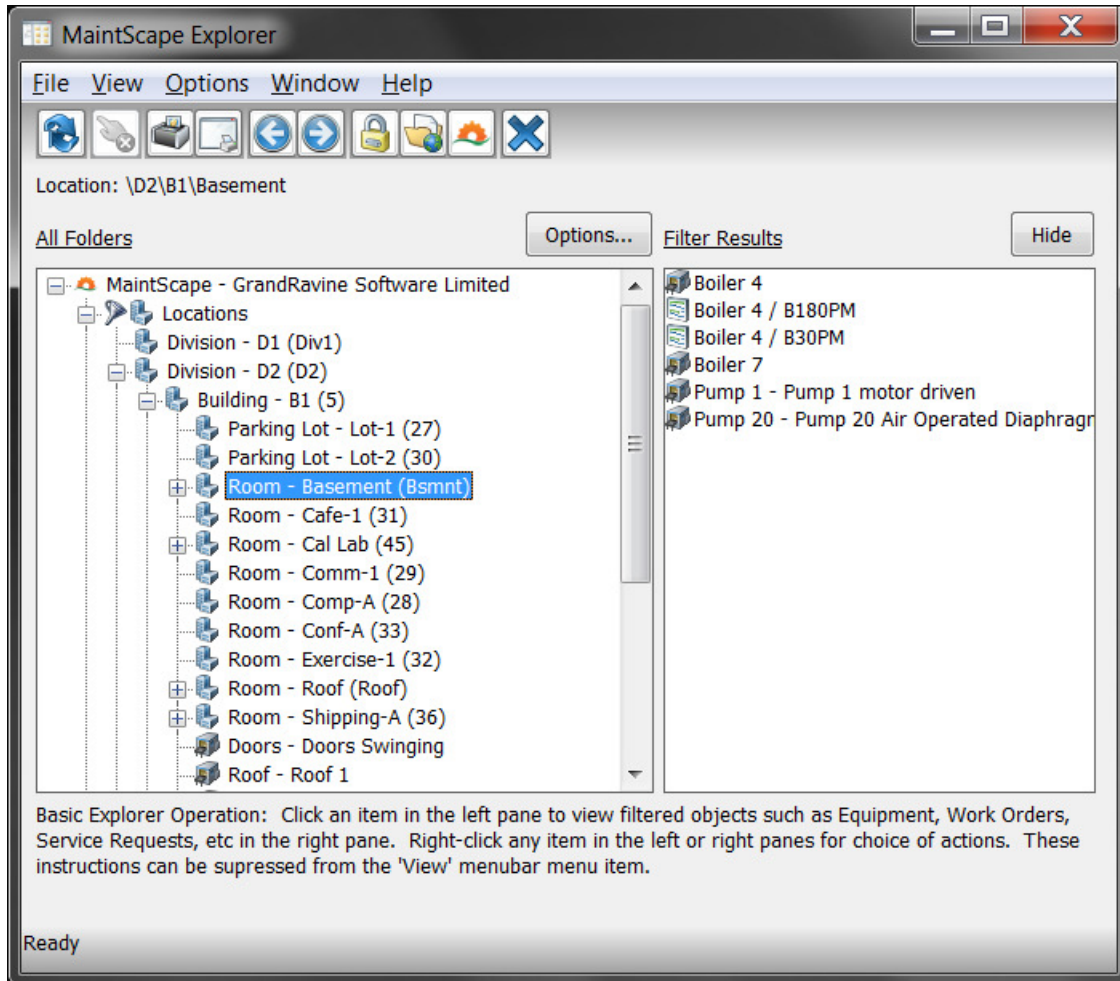 MaintScape Explorer
File View Options Window Help
Location: \D2\B1\Basement
All Folders
Options...
Filter Results
Hide
MaintScape - GrandRavine Software Limited
Locations
Division - D1 (Div1)
Division - D2 (D2)
Building - B1 (5)
Parking Lot - Lot-1 (27)
Parking Lot - Lot-2 (30)
Room - Basement (Bsmnt)
Room - Cafe-1 (31)
Room - Cal Lab (45)
Room - Comm-1 (29)
Room - Comp-A (28)
Room - Conf-A (33)
Room - Exercise-1 (32)
Room - Roof (Roof)
Room - Shipping-A (36)
Doors - Doors Swinging
Roof - Roof 1
Boiler 4
Boiler 4 / B180PM
Boiler 4 / B30PM
Boiler 7
Pump 1 - Pump 1 motor driven
Pump 20 - Pump 20 Air Operated Diaphragr
Basic Explorer Operation: Click an item in the left pane to view filtered objects such as Equipment, Work Orders,
Service Requests, etc in the right pane. Right-click any item in the left or right panes for choice of actions. These
instructions can be supressed from the 'View' menubar menu item.
Ready